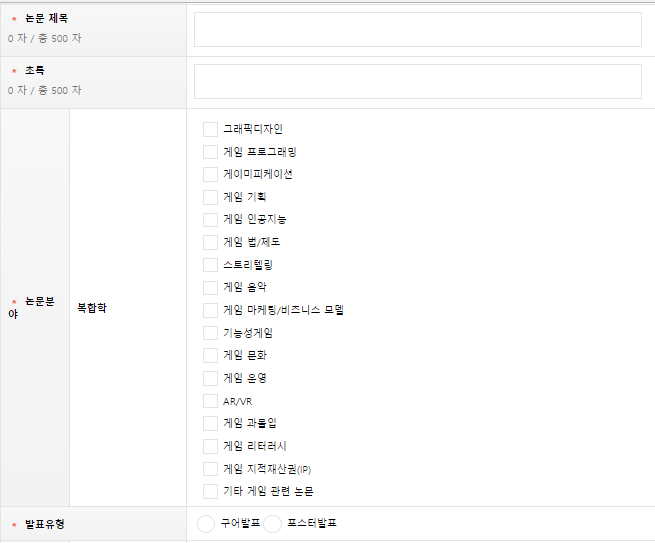 * 논문 제목
0 자 / 총 500 자
* 초록
0 자 / 총 500 자
* 논문분
야
복합학
그래픽디자인
게임 프로그래밍
게이미피케이션
게임 기획
게임 인공지능
게임 법/제도
스토리텔링
게임 음악
게임 마케팅/비즈니스 모델
기능성게임
게임 문화
게임 운영
AR/VR
게임 과몰입
게임 리터러시
게임 지적재산권(IP)
기타 게임 관련 논문
* 발표유형
구어발표 포스터발표